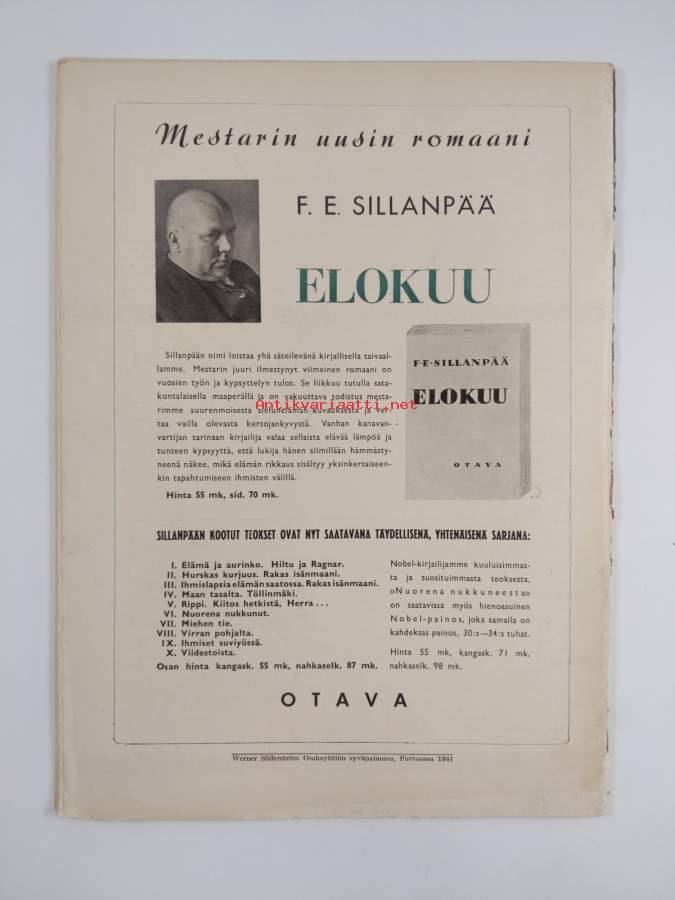 Mestarin uusin romaani
F. E. SILLANPÄÄ
ELOKUU
Sillanpään nimi loistaa yhä säteilevänä kirjallisella taivaal-
lamme. Mestarin juuri ilmestynyt viimeinen romaani on
vuosien työn ja kypsyttelyn tulos. Se liikkuu tutulla sata-
kuntalaisella maaperällä ja on vakuuttava todistus mesta-
rimme suurenmoisesta sieluneläman kuvauksesta ja ver-
taa vailla olevasta kertojankyvystä. Vanhan kanavan-
vartijan tarinaan kirjailija valaa sellaista elävää lämpöä ja
tunteen kypsyyttä, että lukija hänen silmillään hämmästy-
neenä näkee, mikä elämän rikkaus sisältyy yksinkertaiseen-
kin tapahtumiseen ihmisten välillä.
Hinta 55 mk, sid. 70 mk.
Antikvariaatti.net
F·E·SILLANPÄÄ
ELOKUU
OTAVA
SILLANPÄÄN KOOTUT TEOKSET OVAT NYT SAATAVANA TÄYDELLISENÄ, YHTENÄISENÄ SARJANA:
I. Elämä ja aurinko. Hiltu ja Ragnar.
II. Hurskas kurjuus. Rakas isänmaani.
III. Ihmislapsia elämän saatossa. Rakas isänmaani.
IV. Maan tasalta. Töllinmäki.
V. Rippi. Kiitos hetkistä, Herra ...
VI. Nuorena nukkunut.
VII. Miehen tie.
VIII. Virran pohjalta.
IX. Ihmiset suviyössä.
X. Viidestoista.
Osan hinta kangask. 55 mk, nahkaselk. 87 mk.
Nobel-kirjailijamme kuuluisimmas-
ta ja suosituimmasta teoksesta,
»Nuorena nukkuneesta»
on saatavissa myös hienoasuinen
Nobel-painos, joka samalla on
kahdeksas painos, 30:s—34:s tuhat.
Hinta 55 mk, kangask. 71 mk,
nahkaselk. 98 mk.
OTAVA
Werner Söderström Osakeyhtiön syväpainossa, Porvoossa 1941